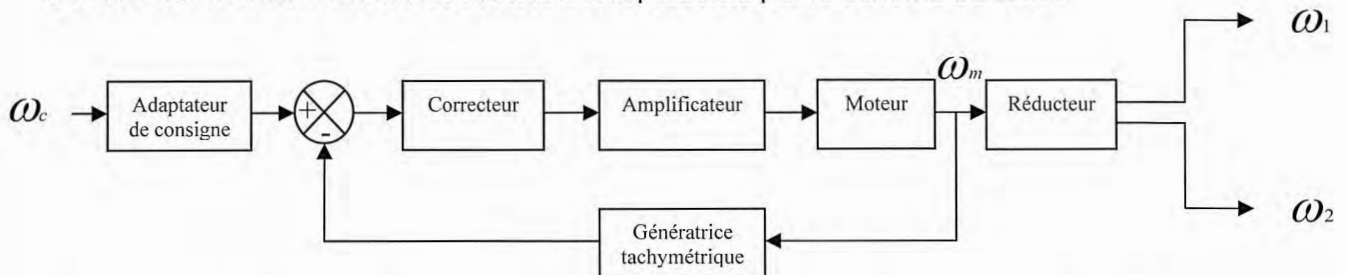 ω1
ωm
ωc
Adaptateur
de consigne
+
-
Correcteur
Amplificateur
Moteur
Réducteur
ω2
Génératrice
tachymétrique